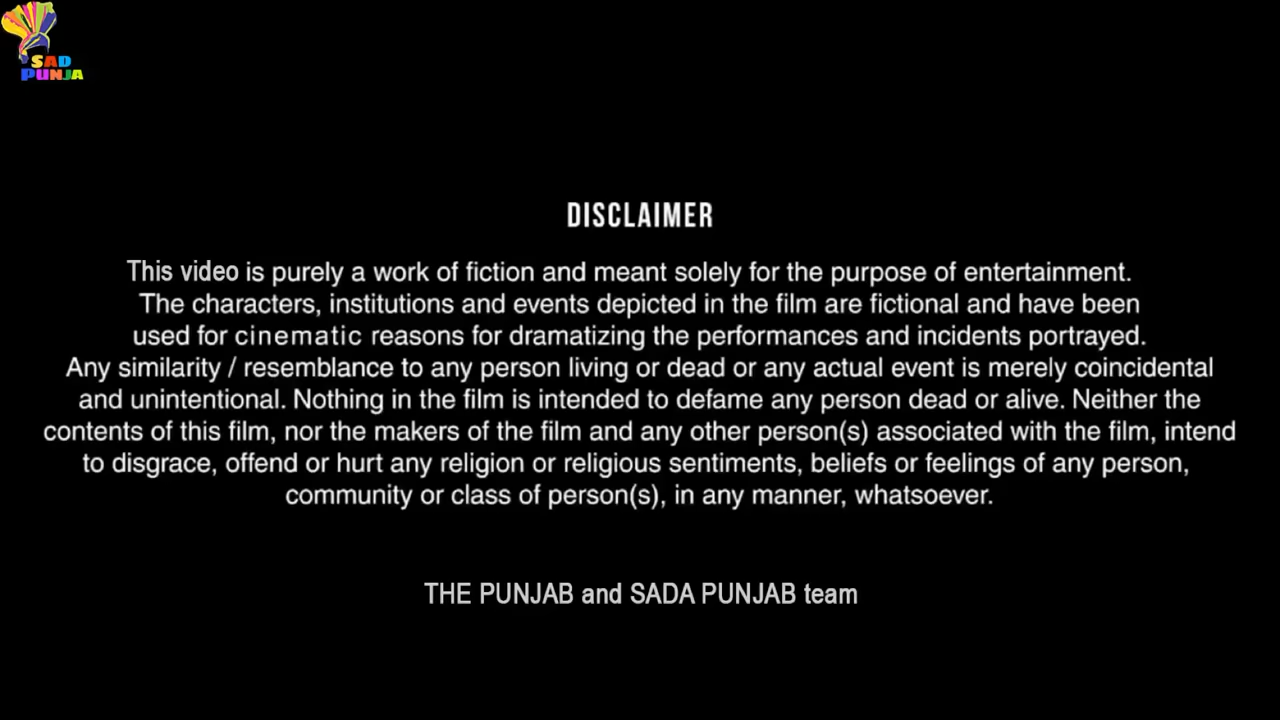 SAD
PUNJA
DISCLAIMER
This video is purely a work of fiction and meant solely for the purpose of entertainment.
The characters, institutions and events depicted in the film are fictional and have been
used for cinematic reasons for dramatizing the performances and incidents portrayed.
Any similarity / resemblance to any person living or dead or any actual event is merely coincidental
and unintentional. Nothing in the film is intended to defame any person dead or alive. Neither the
contents of this film, nor the makers of the film and any other person(s) associated with the film, intend
to disgrace, offend or hurt any religion or religious sentiments, beliefs or feelings of any person,
community or class of person(s), in any manner, whatsoever.
THE PUNJAB and SADA PUNJAB team